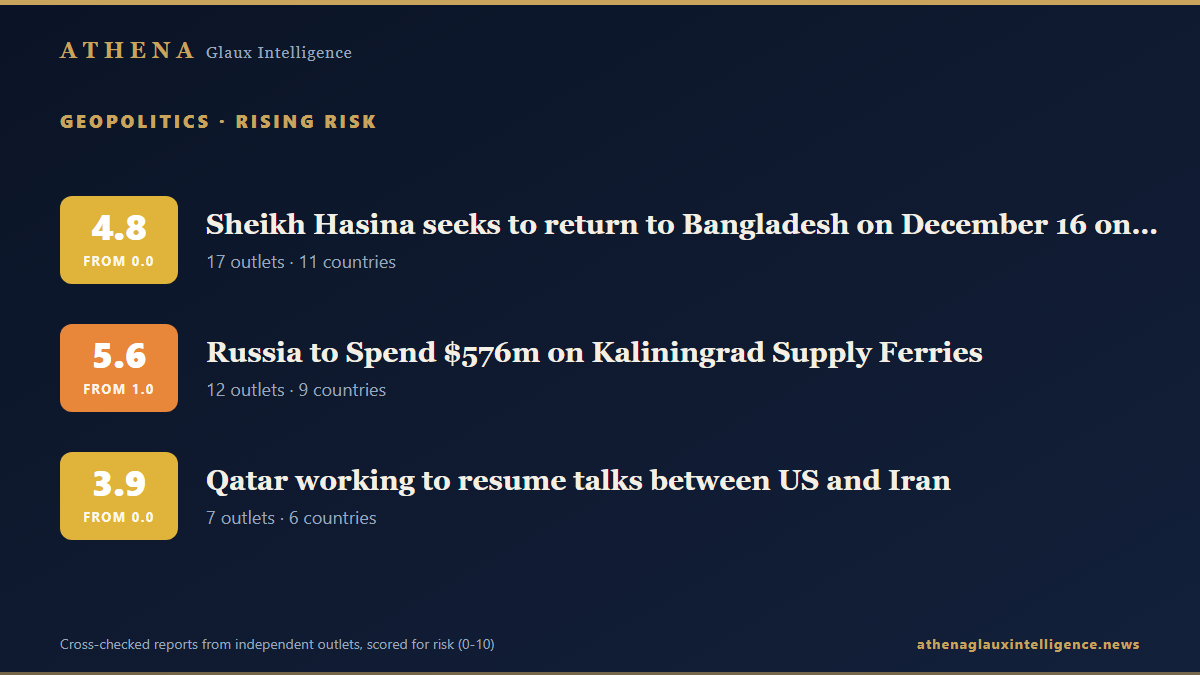 ATHENA Glaux Intelligence
GEOPOLITICS · RISING RISK
4.8
FROM 0.0
Sheikh Hasina seeks to return to Bangladesh on December 16 on...
17 outlets · 11 countries
5.6
FROM 1.0
Russia to Spend $576m on Kaliningrad Supply Ferries
12 outlets · 9 countries
3.9
FROM 0.0
Qatar working to resume talks between US and Iran
7 outlets · 6 countries
Cross-checked reports from independent outlets, scored for risk (0-10)
athenaglauxintelligence.news